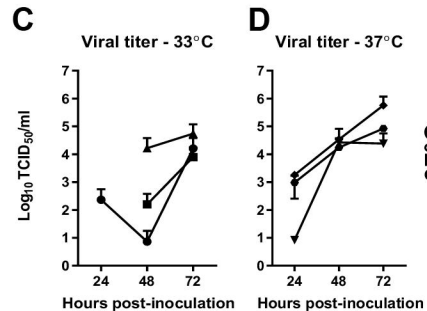 C
Viral titer - 33°C
Log10 TCID50/ml
7
6
5
4
3
2
1
0
24 48 72
Hours post-inoculation
D
Viral titer - 37°C
7
6
5
4
3
2
1
0
24 48 72
Hours post-inoculation